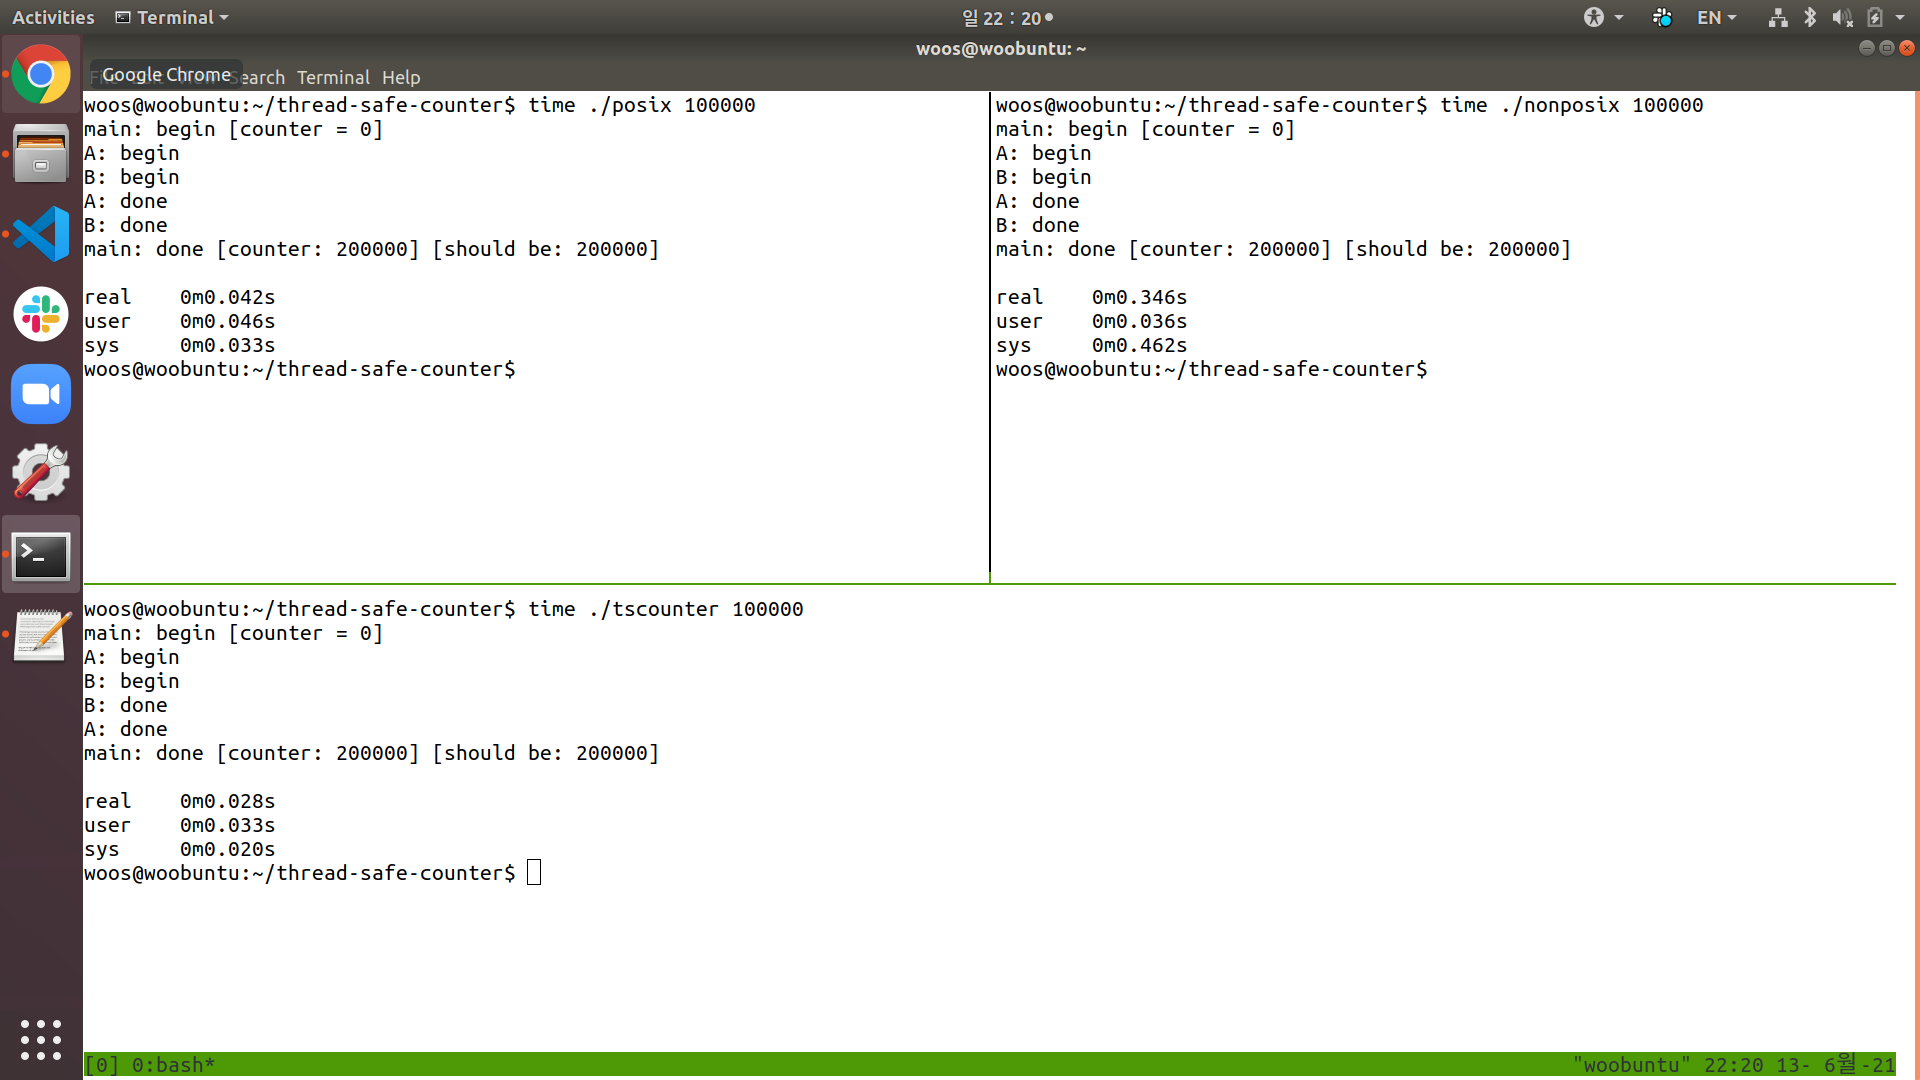 Activities Terminal 일 22 : 20 EN
woos@woobuntu: ~
Google Chrome Search Terminal Help
woos@woobuntu:~/thread-safe-counter$ time ./posix 100000
main: begin [counter = 0]
A: begin
B: begin
A: done
B: done
main: done [counter: 200000] [should be: 200000]
real 0m0.042s
user 0m0.046s
sys 0m0.033s
woos@woobuntu:~/thread-safe-counter$
woos@woobuntu:~/thread-safe-counter$ time ./nonposix 100000
main: begin [counter = 0]
A: begin
B: begin
A: done
B: done
main: done [counter: 200000] [should be: 200000]
real 0m0.346s
user 0m0.036s
sys 0m0.462s
woos@woobuntu:~/thread-safe-counter$
woos@woobuntu:~/thread-safe-counter$ time ./tscounter 100000
main: begin [counter = 0]
A: begin
B: begin
B: done
A: done
main: done [counter: 200000] [should be: 200000]
real 0m0.028s
user 0m0.033s
sys 0m0.020s
woos@woobuntu:~/thread-safe-counter$
[0] 0:bash* "woobuntu" 22:20 13- 6월-21